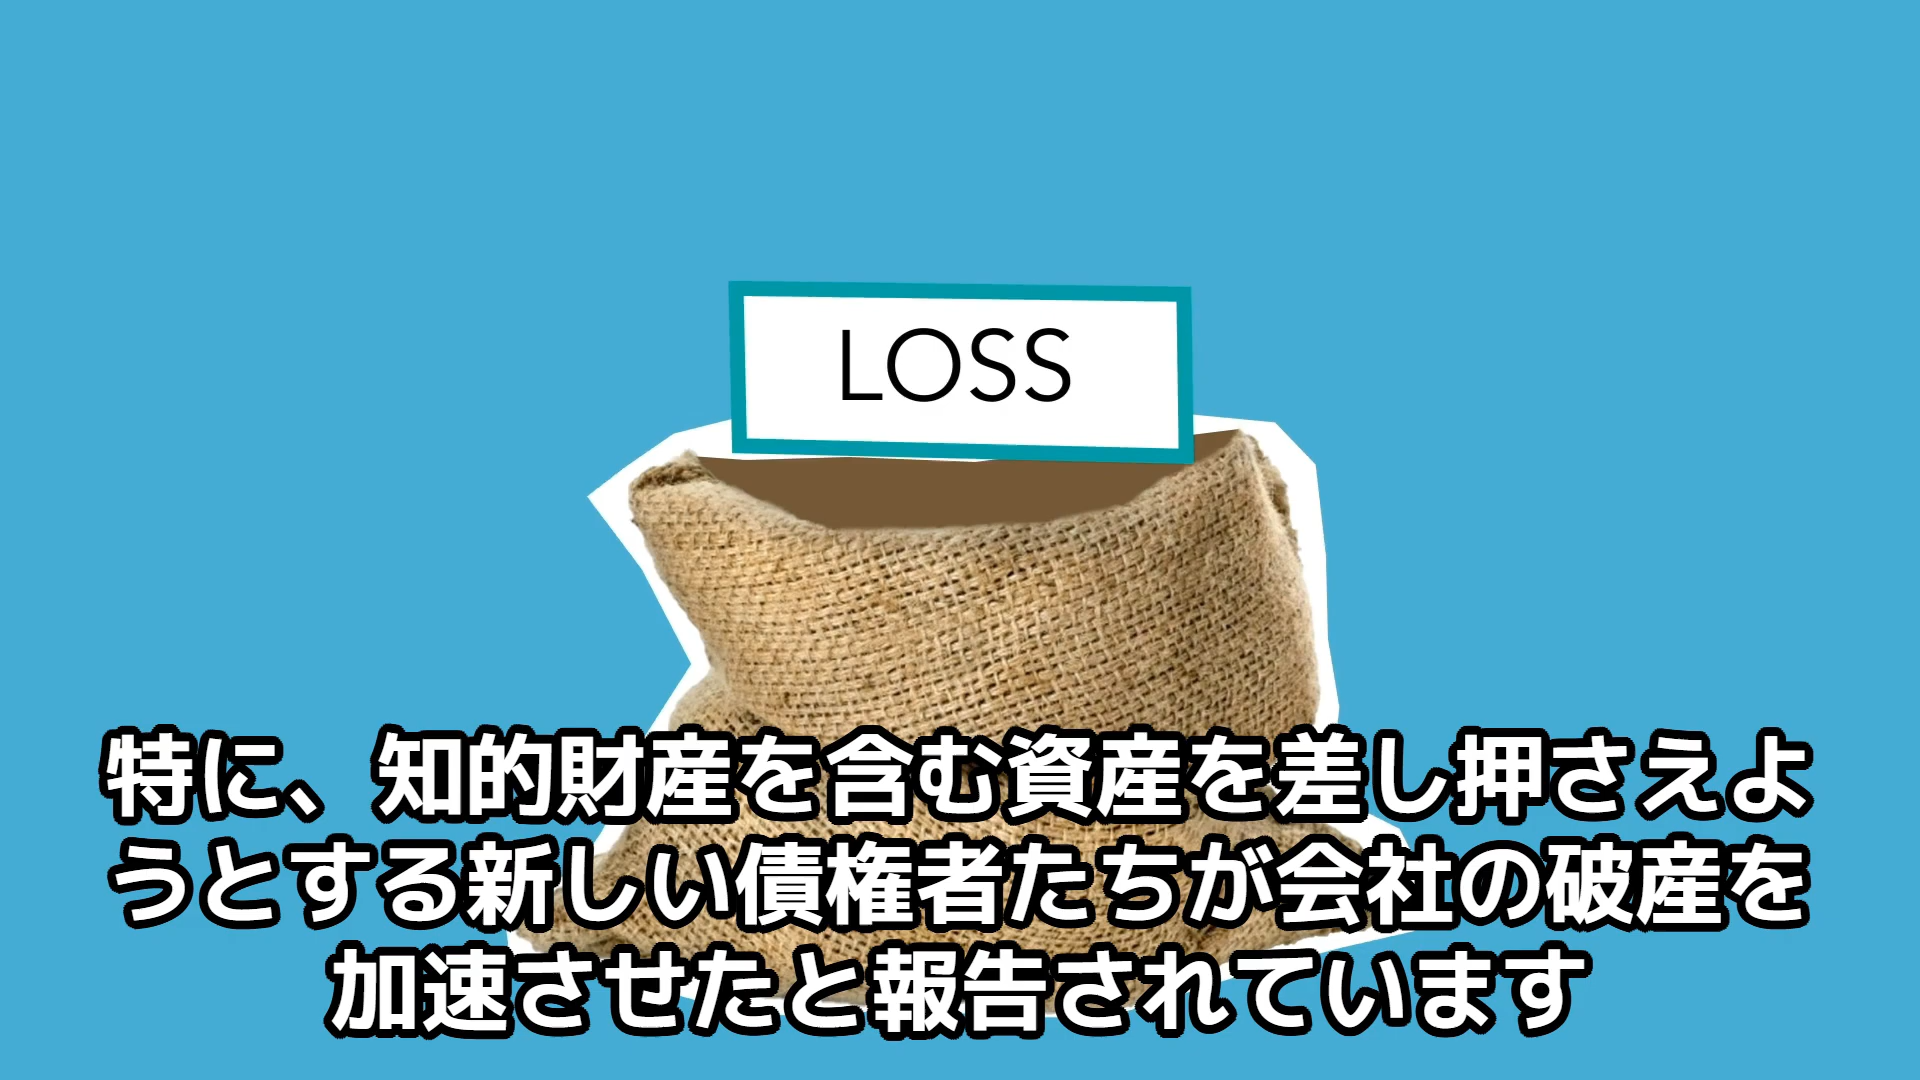 LOSS
特に、知的財産を含む資産を差し押さえよ
うとする新しい債権者たちが会社の破産を
加速させたと報告されています